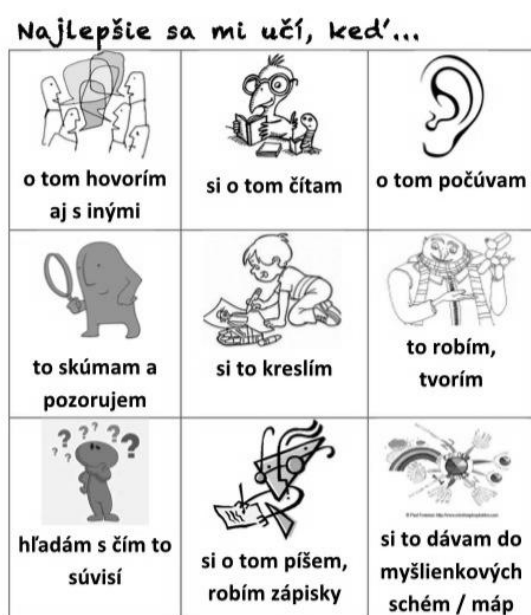 Najlepšie sa mi učí, keď...
o tom hovorím
aj s inými
si o tom čítam
o tom počúvam
to skúmam a
pozorujem
si to kreslím
to robím,
tvorím
? ? ? ? ? ?
hľadám s čím to
súvisí
si o tom píšem,
robím zápisky
si to dávam do
myšlienkových
schém / máp